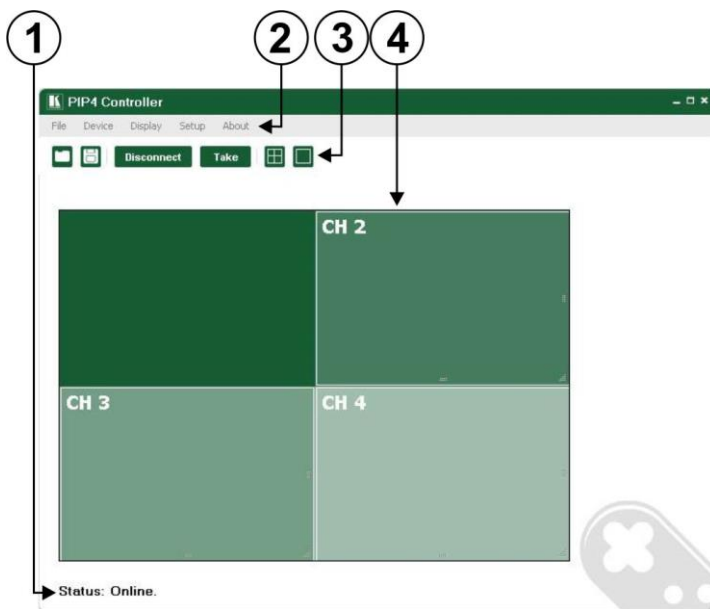 1 2 3 4
K PIP4 Controller
File Device Display Setup About
Disconnect Take
CH 2
CH 3 CH 4
Status: Online.